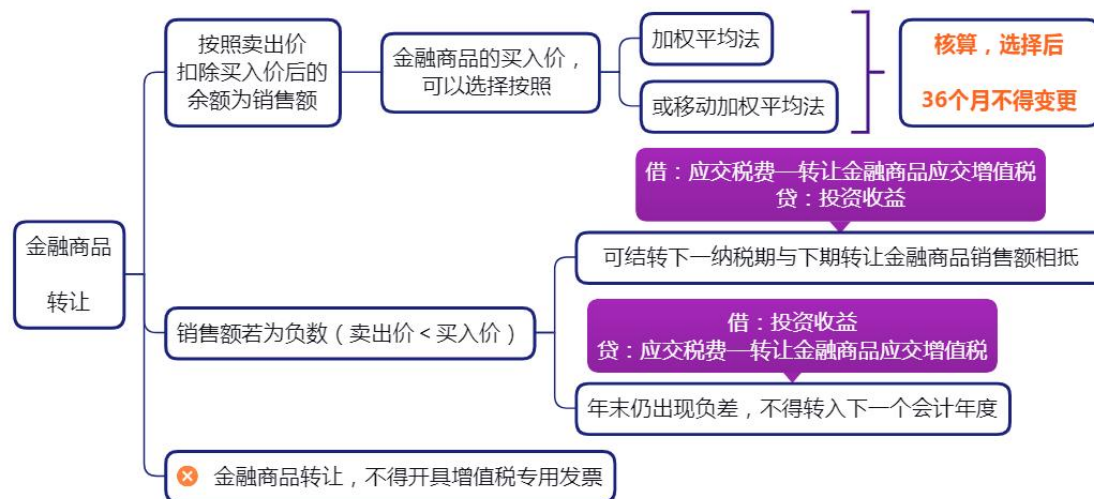 按照卖出价
扣除买入价后的
余额为销售额
金融商品的买入价，
可以选择按照
加权平均法
或移动加权平均法
核算，选择后
36个月不得变更
借：应交税费—转让金融商品应交增值税
贷：投资收益
金融商品
转让
可结转下一纳税期与下期转让金融商品销售额相抵
销售额若为负数（卖出价＜买入价）
借：投资收益
贷：应交税费—转让金融商品应交增值税
年末仍出现负差，不得转入下一个会计年度
金融商品转让，不得开具增值税专用发票